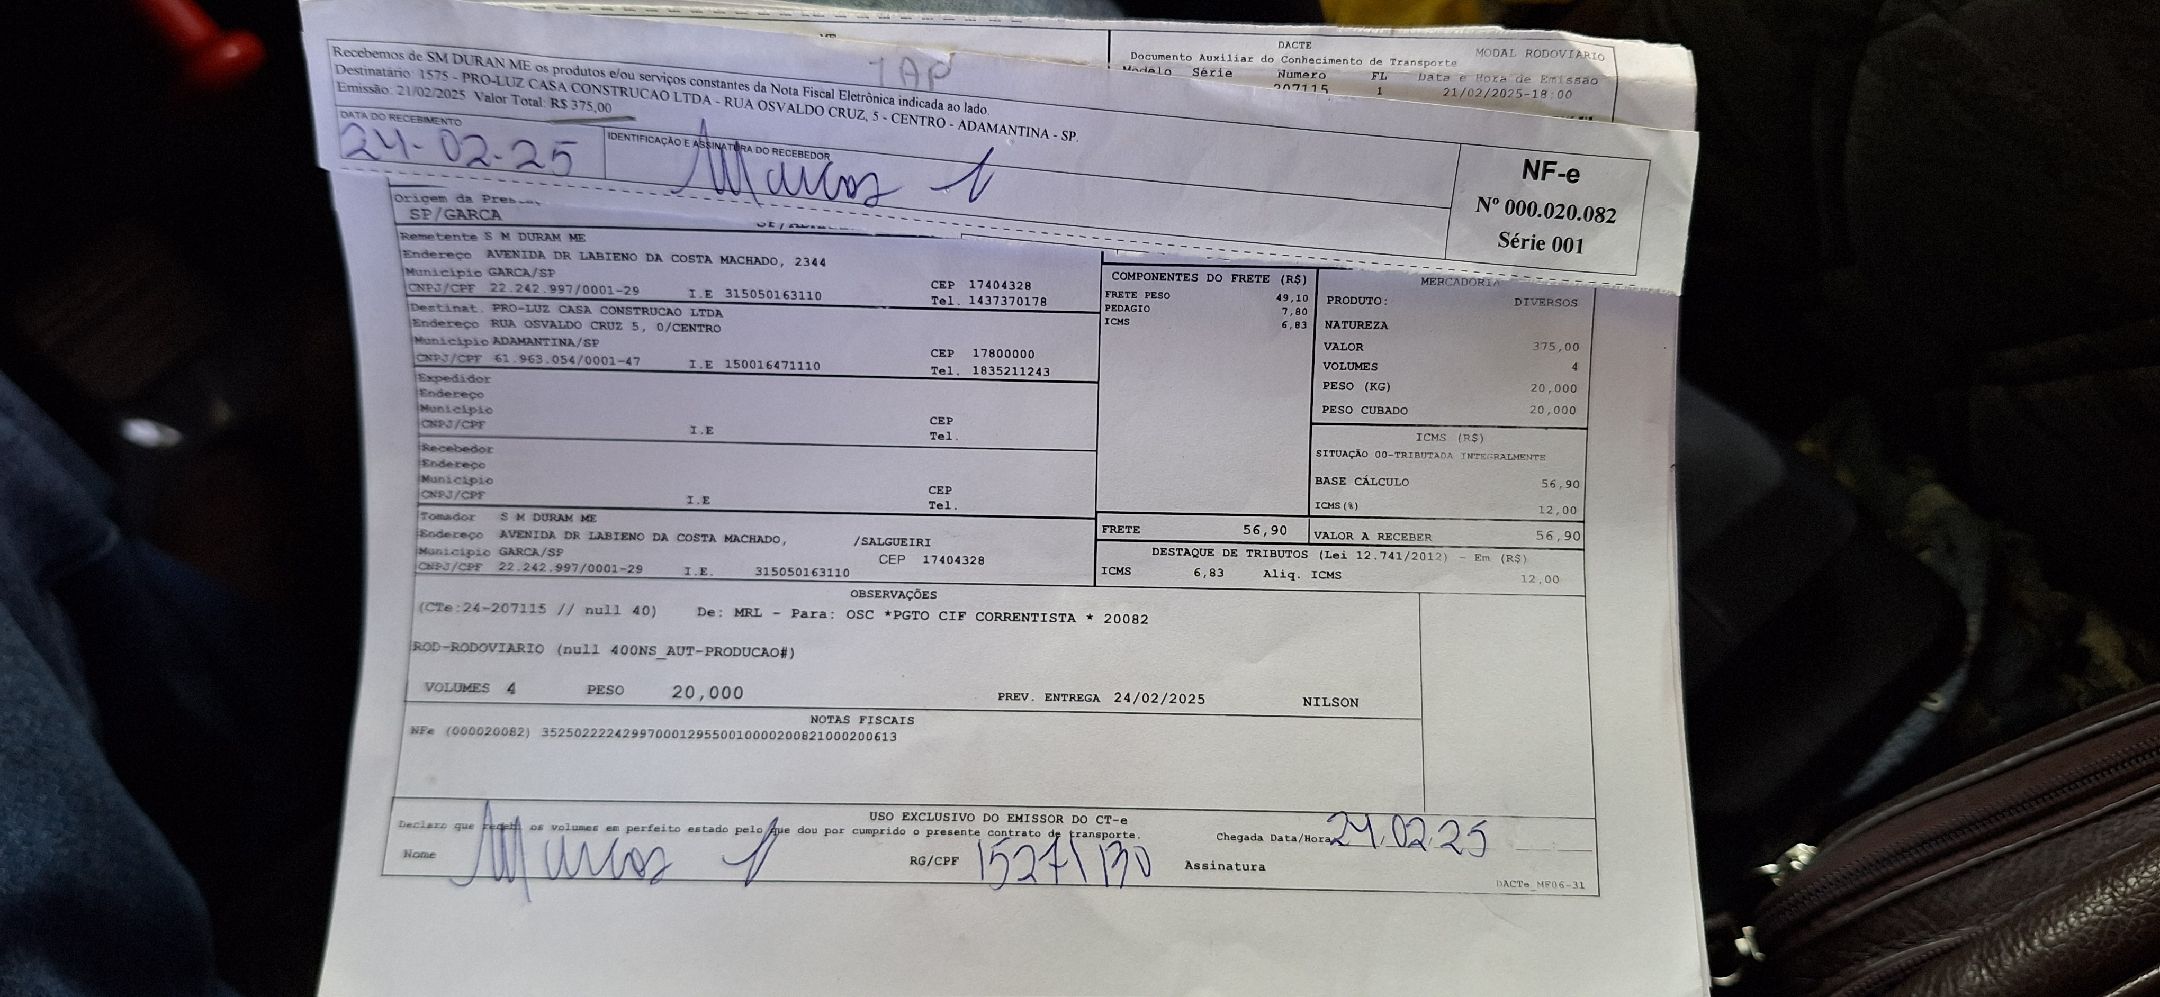 DACTE
MODAL RODOVIÁRIO
Documento Auxiliar do Conhecimento de Transporte
Modelo Série Numero FL Data e Hora de Emissão
207115 1 21/02/2025-18:00
Recebemos de SM DURAN ME os produtos e/ou serviços constantes da Nota Fiscal Eletrônica indicada ao lado.
Destinatário: 1575 - PRO-LUZ CASA CONSTRUCAO LTDA - RUA OSVALDO CRUZ, 5 - CENTRO - ADAMANTINA - SP.
Emissão: 21/02/2025 Valor Total: R$ 375,00
DATA DO RECEBIMENTO
24-02-25
IDENTIFICAÇÃO E ASSINATURA DO RECEBEDOR
Marcos
NF-e
Nº 000.020.082
Série 001
Origem da Pres
SP/GARCA
Remetente S M DURAM ME
Endereço AVENIDA DR LABIENO DA COSTA MACHADO, 2344
Municipio GARCA/SP CEP 17404328
CNPJ/CPF 22.242.997/0001-29 I.E 315050163110 Tel. 1437370178
Destinat. PRO-LUZ CASA CONSTRUCAO LTDA
Endereço RUA OSVALDO CRUZ 5, 0/CENTRO
Municipio ADAMANTINA/SP CEP 17800000
CNPJ/CPF 61.963.054/0001-47 I.E 150016471110 Tel. 1835211243
Expedidor
Endereço
Municipio CEP
CNPJ/CPF I.E Tel.
Recebedor
Endereço
Municipio CEP
CNPJ/CPF I.E Tel.
Tomador S M DURAM ME
Endereço AVENIDA DR LABIENO DA COSTA MACHADO, /SALGUEIRI
Municipio GARCA/SP CEP 17404328
CNPJ/CPF 22.242.997/0001-29 I.E. 315050163110
COMPONENTES DO FRETE (R$)
FRETE PESO 49,10
PEDAGIO 7,80
ICMS 6,83
FRETE 56,90
MERCADORIA
PRODUTO: DIVERSOS
NATUREZA
VALOR 375,00
VOLUMES 4
PESO (KG) 20,000
PESO CUBADO 20,000
ICMS (R$)
SITUAÇÃO 00-TRIBUTADA INTEGRALMENTE
BASE CÁLCULO 56,90
ICMS(%) 12,00
VALOR A RECEBER 56,90
DESTAQUE DE TRIBUTOS (Lei 12.741/2012) - Em (R$)
ICMS 6,83 Aliq. ICMS 12,00
OBSERVAÇÕES
(CTe:24-207115 // null 40) De: MRL - Para: OSC *PGTO CIF CORRENTISTA * 20082
ROD-RODOVIARIO (null 400NS_AUT-PRODUCAO#)
VOLUMES 4 PESO 20,000 PREV. ENTREGA 24/02/2025 NILSON
NOTAS FISCAIS
NFe (000020082) 35250222242997000129550010000200821000200613
USO EXCLUSIVO DO EMISSOR DO CT-e
Declaro que recebi os volumes em perfeito estado pelo que dou por cumprido o presente contrato de transporte.
Chegada Data/Hora 24.02.25
Nome Marcos RG/CPF Assinatura
DACTe_MF06-31